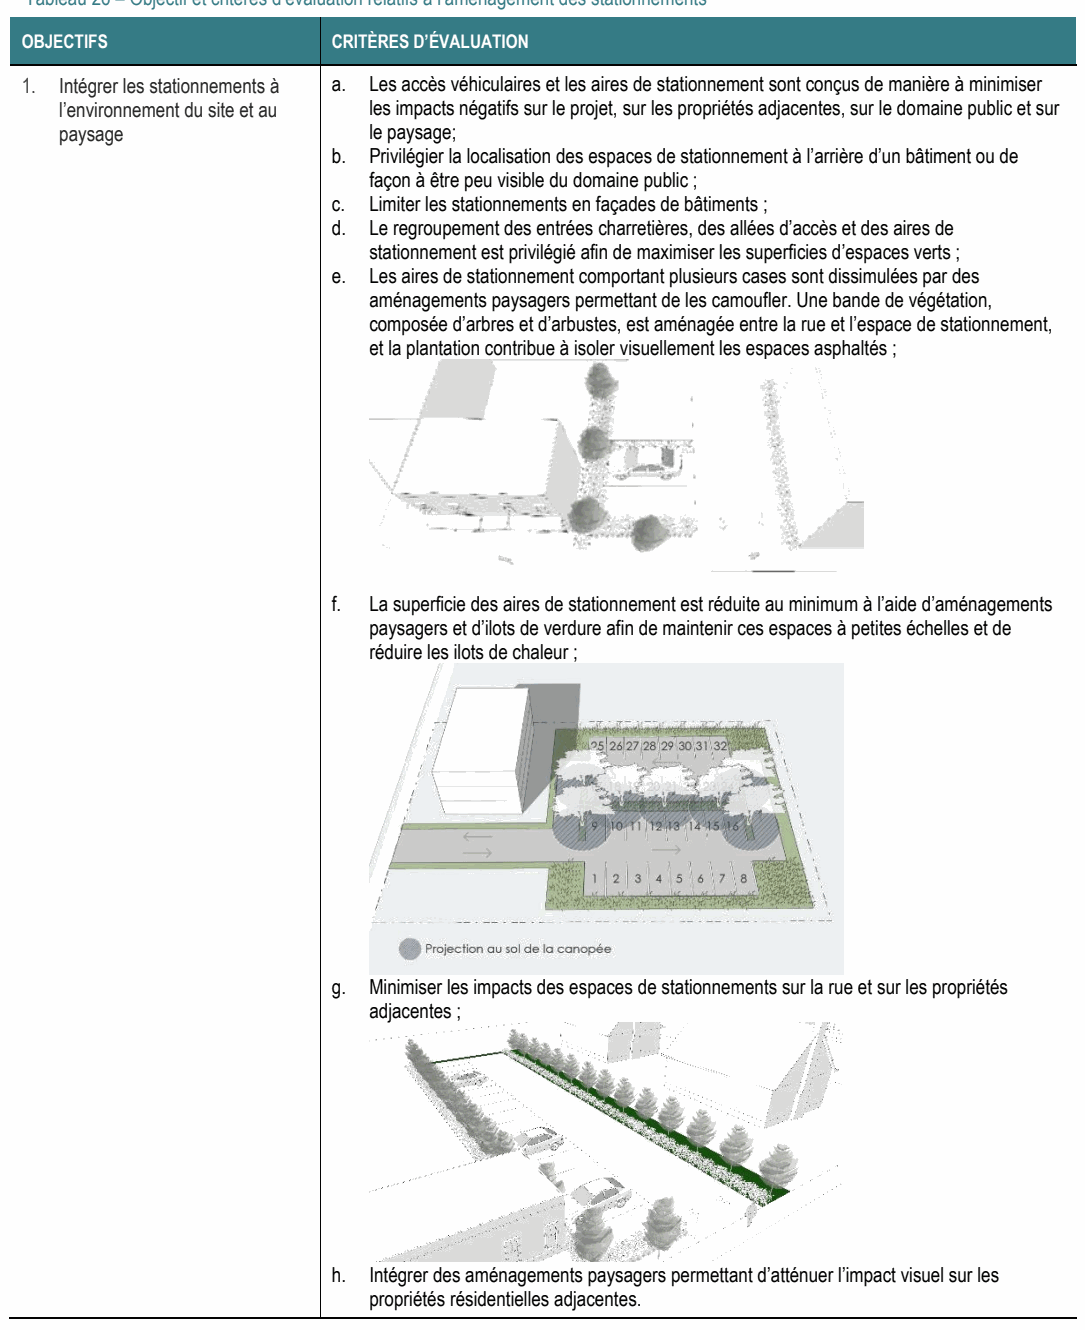 Tableau 20 – Objectif et critères d'évaluation relatifs à l'aménagement des stationnements
OBJECTIFS
CRITÈRES D'ÉVALUATION
1. Intégrer les stationnements à
l'environnement du site et au
paysage
a. Les accès véhiculaires et les aires de stationnement sont conçus de manière à minimiser
les impacts négatifs sur le projet, sur les propriétés adjacentes, sur le domaine public et sur
le paysage;
b. Privilégier la localisation des espaces de stationnement à l'arrière d'un bâtiment ou de
façon à être peu visible du domaine public ;
c. Limiter les stationnements en façades de bâtiments ;
d. Le regroupement des entrées charretières, des allées d'accès et des aires de
stationnement est privilégié afin de maximiser les superficies d'espaces verts ;
e. Les aires de stationnement comportant plusieurs cases sont dissimulées par des
aménagements paysagers permettant de les camoufler. Une bande de végétation,
composée d'arbres et d'arbustes, est aménagée entre la rue et l'espace de stationnement,
et la plantation contribue à isoler visuellement les espaces asphaltés ;
f. La superficie des aires de stationnement est réduite au minimum à l'aide d'aménagements
paysagers et d'ilots de verdure afin de maintenir ces espaces à petites échelles et de
réduire les ilots de chaleur ;
25 26 27 28 29 30 31 32
9 10 11 12 13 14 15 16
1 2 3 4 5 6 7 8
Projection au sol de la canopée
g. Minimiser les impacts des espaces de stationnements sur la rue et sur les propriétés
adjacentes ;
h. Intégrer des aménagements paysagers permettant d'atténuer l'impact visuel sur les
propriétés résidentielles adjacentes.